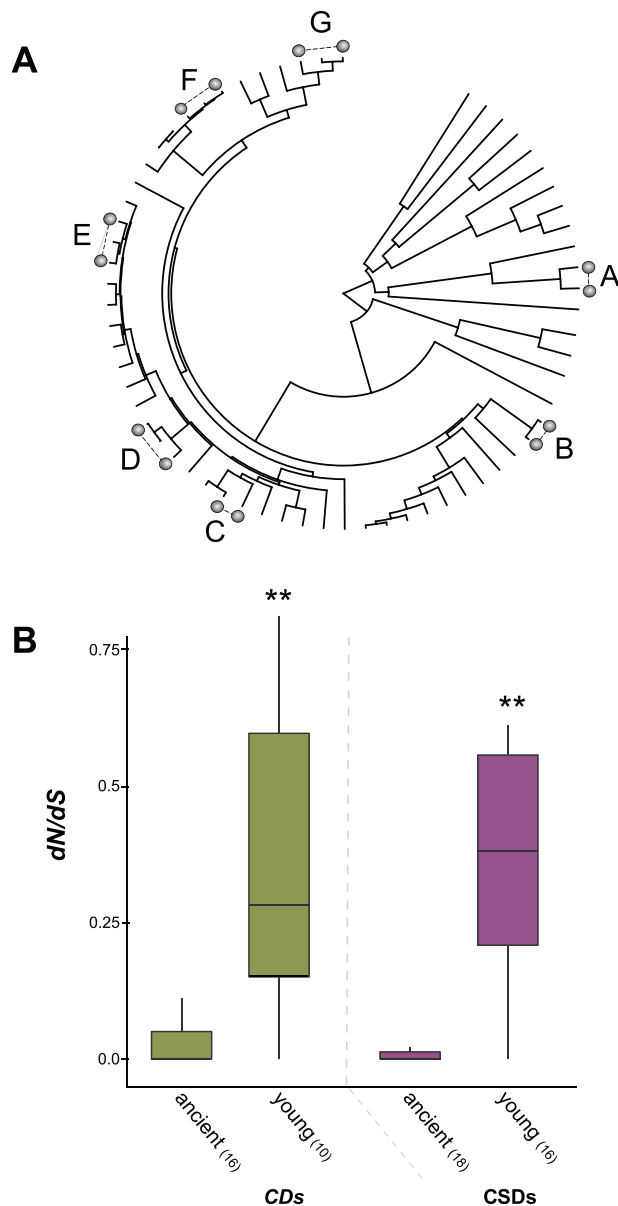 A
G
F
E
A
D
B
C
B
**
**
0.75
0.5
0.25
0.0
dN/dS
ancient (16)
young (10)
ancient (18)
young (16)
CDs
CSDs